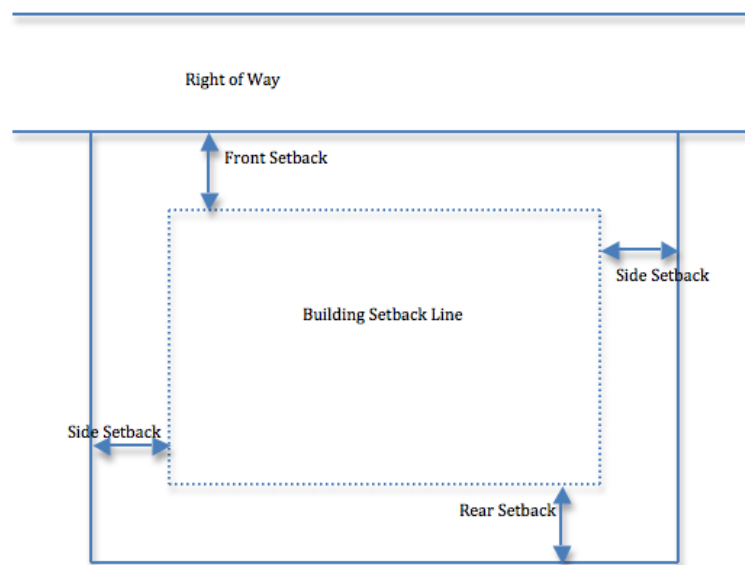 Right of Way
Front Setback
Side Setback
Building Setback Line
Side Setback
Rear Setback